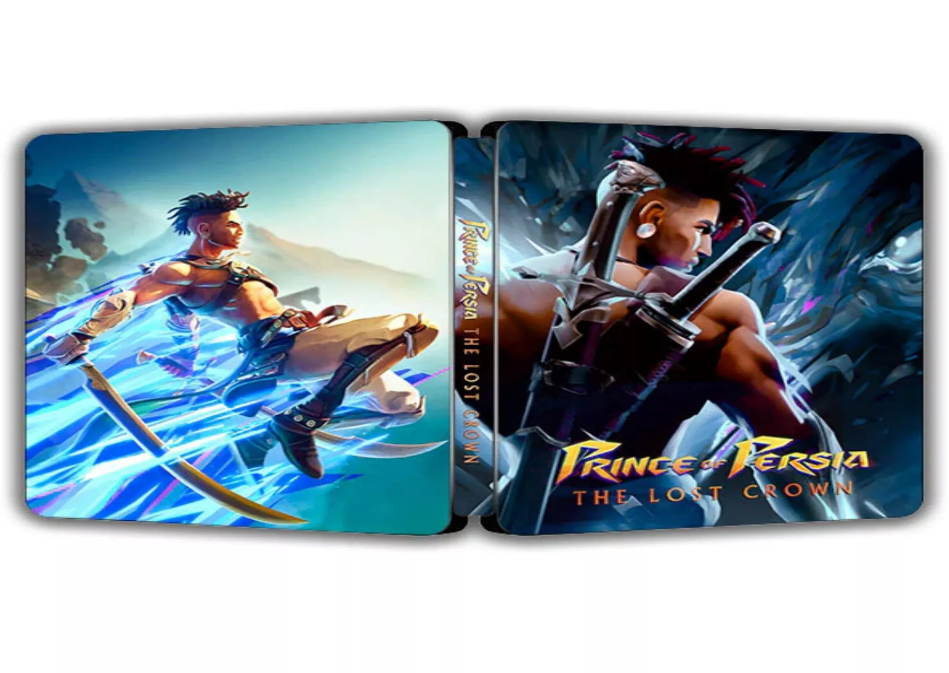 PRINCE OF PERSIA THE LOST CROWN
PRINCE OF PERSIA
THE LOST CROWN